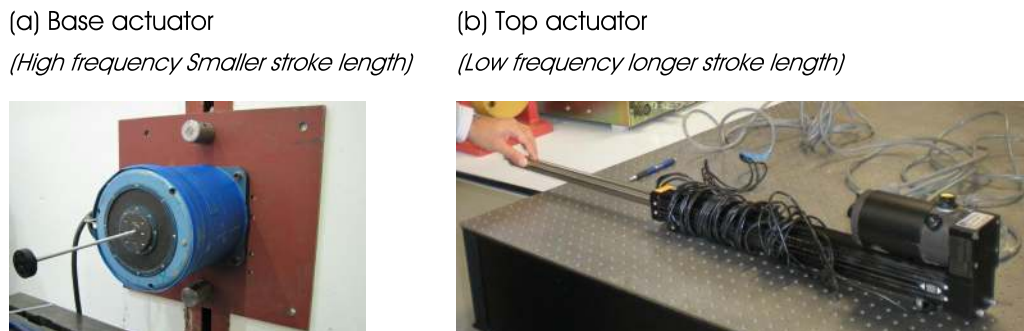 (a) Base actuator
(High frequency Smaller stroke length)
(b) Top actuator
(Low frequency longer stroke length)